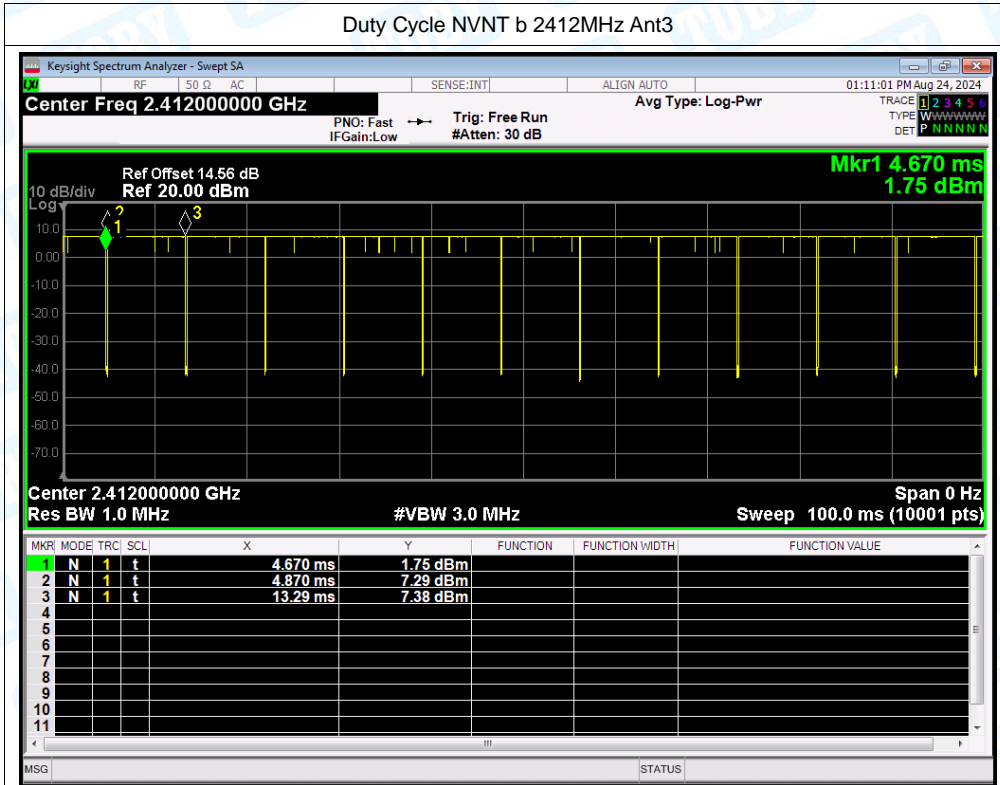 Duty Cycle NVNT b 2412MHz Ant3
Keysight Spectrum Analyzer - Swept SA
LXI RF 50 Ω AC SENSE:INT ALIGN AUTO 01:11:01 PM Aug 24, 2024
Center Freq 2.412000000 GHz Avg Type: Log-Pwr TRACE 1 2 3 4 5 6
PNO: Fast Trig: Free Run TYPE WWWWWW
IFGain:Low #Atten: 30 dB DET P N N N N N
Mkr1 4.670 ms
Ref Offset 14.56 dB
10 dB/div Ref 20.00 dBm 1.75 dBm
Log
2 3
1
10.0
0.00
-10.0
-20.0
-30.0
-40.0
-50.0
-60.0
-70.0
Center 2.412000000 GHz Span 0 Hz
Res BW 1.0 MHz #VBW 3.0 MHz Sweep 100.0 ms (10001 pts)
MKR MODE TRC SCL X Y FUNCTION FUNCTION WIDTH FUNCTION VALUE
1 N 1 t 4.670 ms 1.75 dBm
2 N 1 t 4.870 ms 7.29 dBm
3 N 1 t 13.29 ms 7.38 dBm
4
5
6
7
8
9
10
11
MSG STATUS